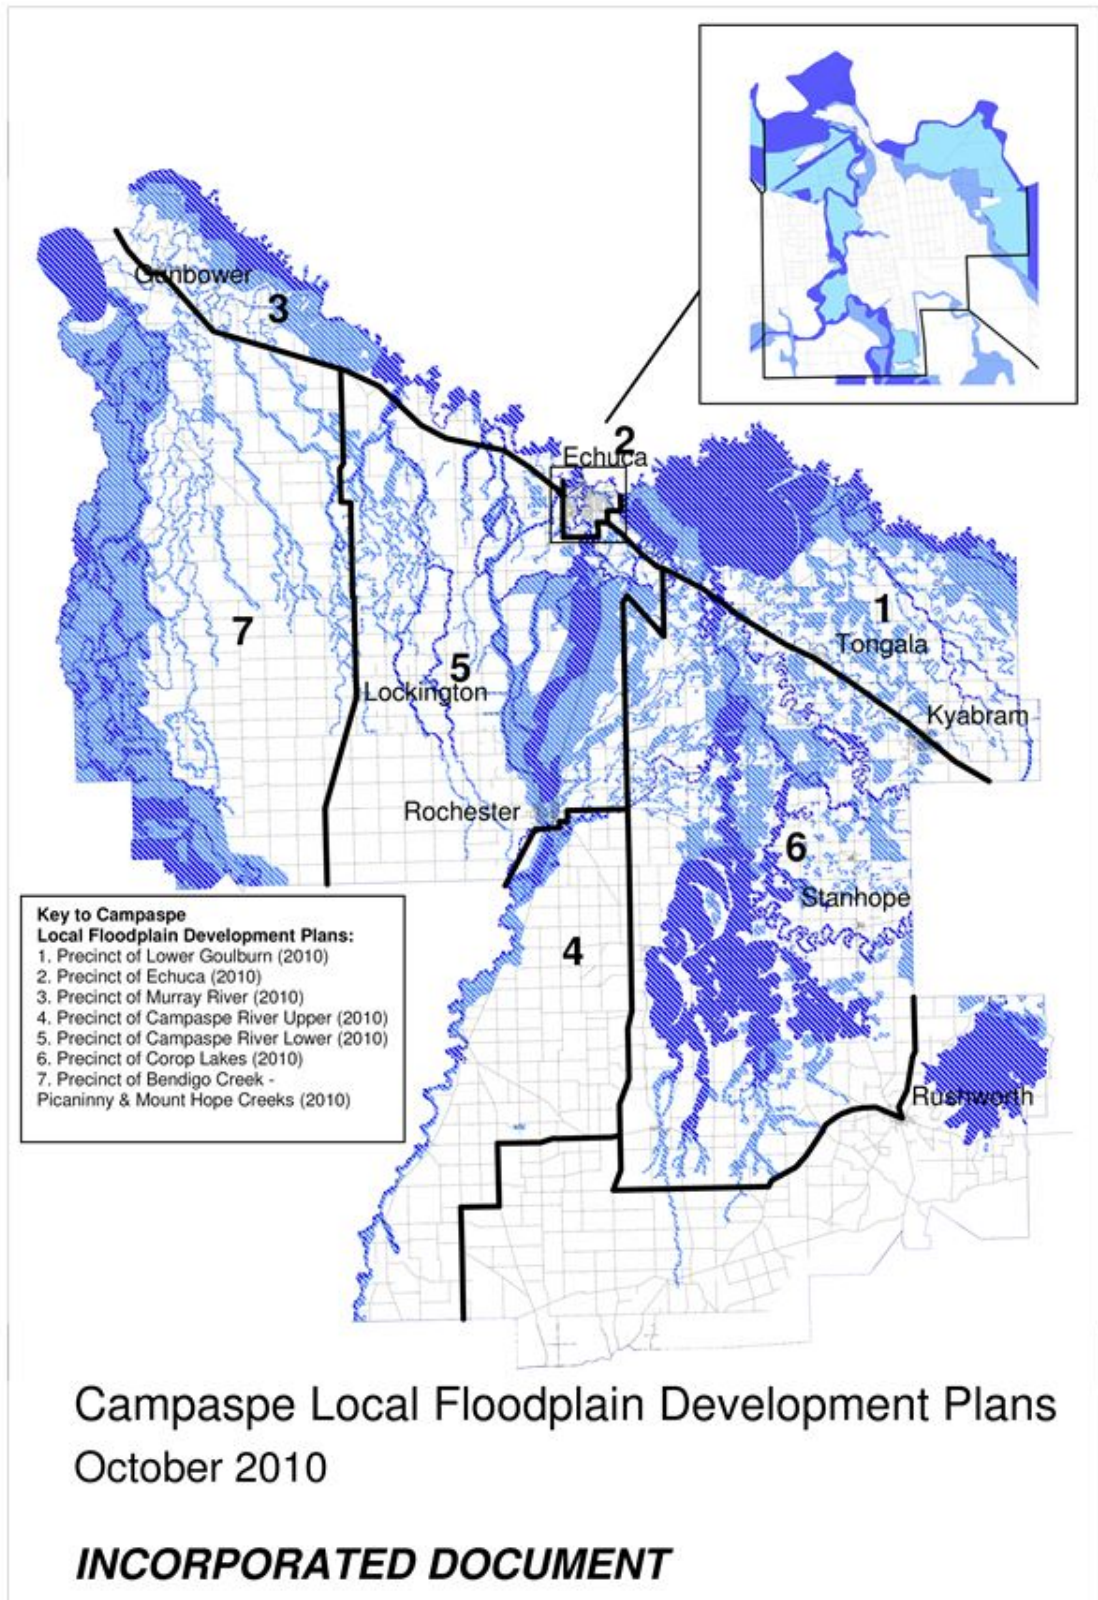 Gunbower
3
2
Echuca
1
Tongala
7
5
Lockington
Kyabram
Rochester
6
Stanhope
4
Rushworth
Key to Campaspe
Local Floodplain Development Plans:
1. Precinct of Lower Goulburn (2010)
2. Precinct of Echuca (2010)
3. Precinct of Murray River (2010)
4. Precinct of Campaspe River Upper (2010)
5. Precinct of Campaspe River Lower (2010)
6. Precinct of Corop Lakes (2010)
7. Precinct of Bendigo Creek -
Picaninny & Mount Hope Creeks (2010)
Campaspe Local Floodplain Development Plans
October 2010
INCORPORATED DOCUMENT